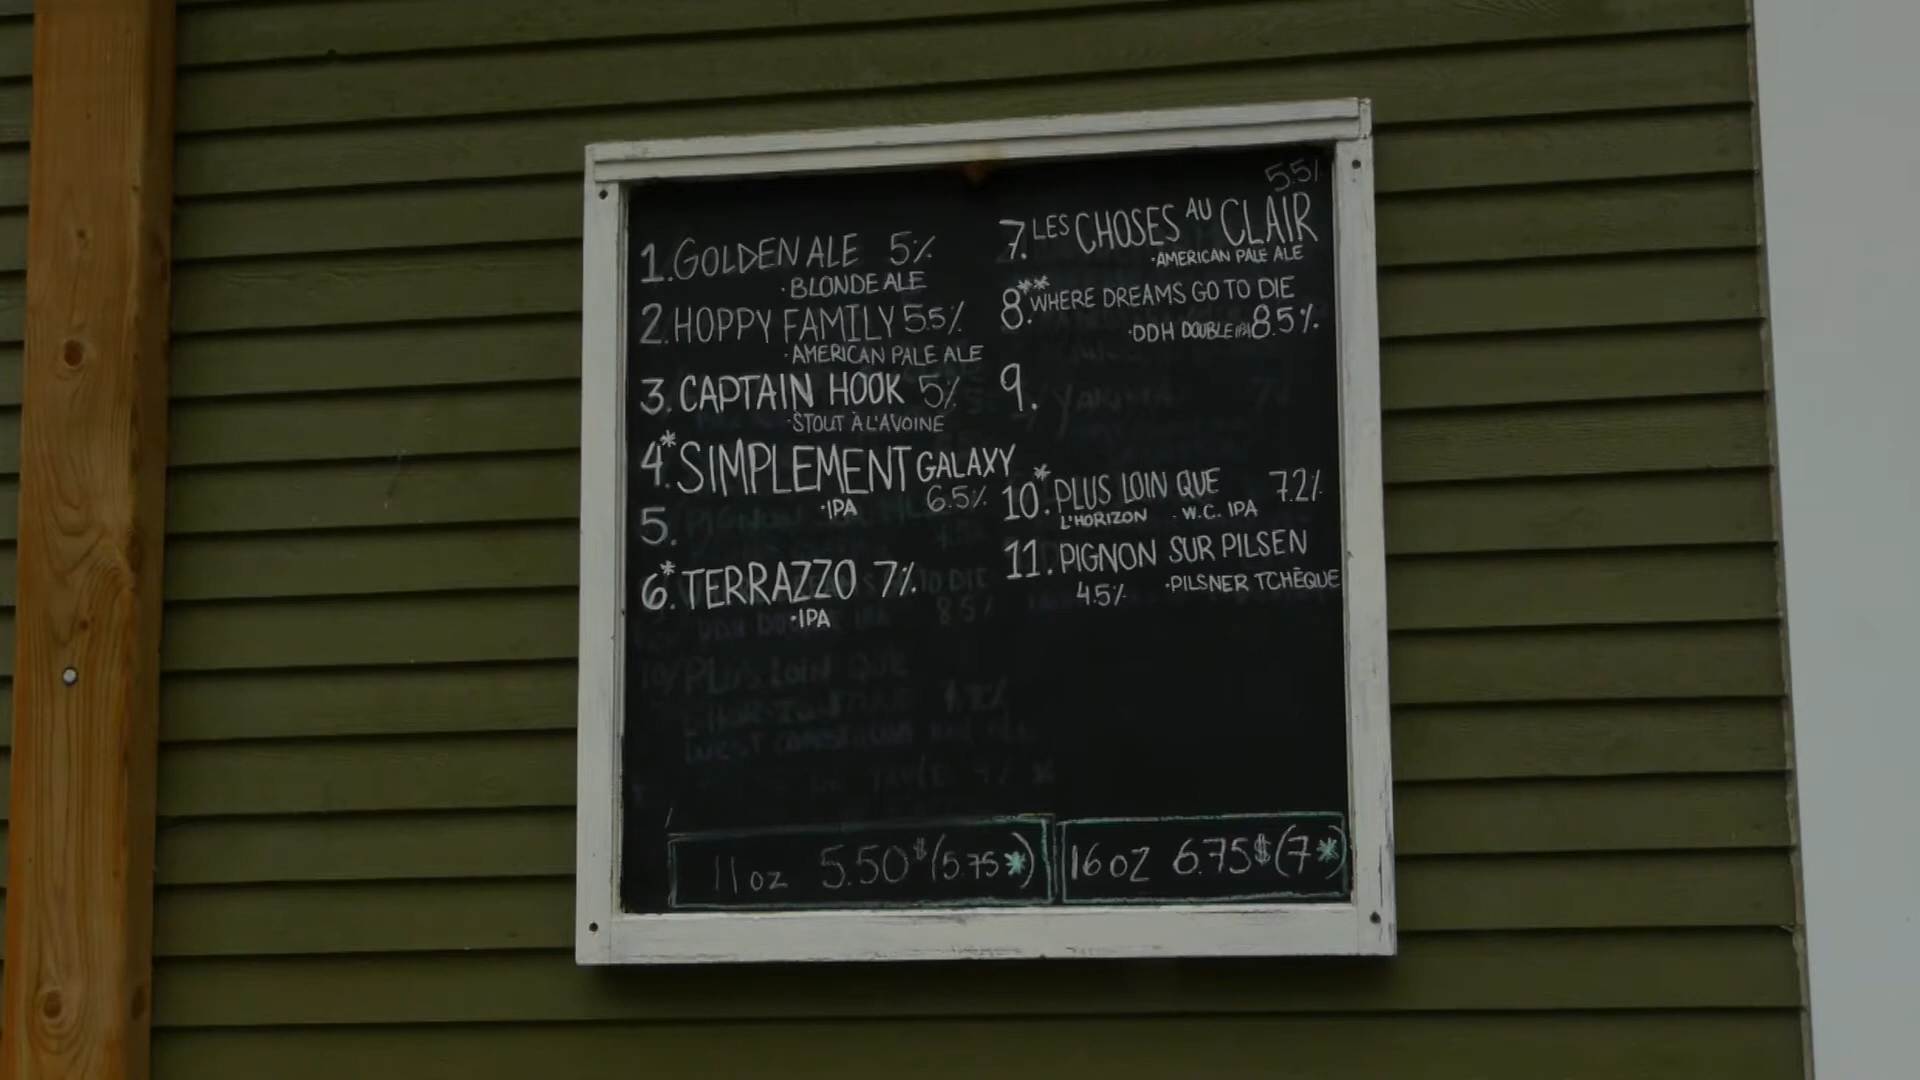 1. GOLDEN ALE 5%
·BLONDE ALE
2. HOPPY FAMILY 5.5%
·AMERICAN PALE ALE
3. CAPTAIN HOOK 5%
·STOUT À L'AVOINE
4.* SIMPLEMENT GALAXY
·IPA 6.5%
5.
6.* TERRAZZO 7%
·IPA
5.5%
7. LES CHOSES AU CLAIR
·AMERICAN PALE ALE
8.** WHERE DREAMS GO TO DIE
·DDH DOUBLE IPA 8.5%
9.
10.* PLUS LOIN QUE 7.2%
L'HORIZON · W.C. IPA
11. PIGNON SUR PILSEN
4.5% ·PILSNER TCHÈQUE
11 oz 5.50$ (5.75*)
16 oz 6.75$ (7*)